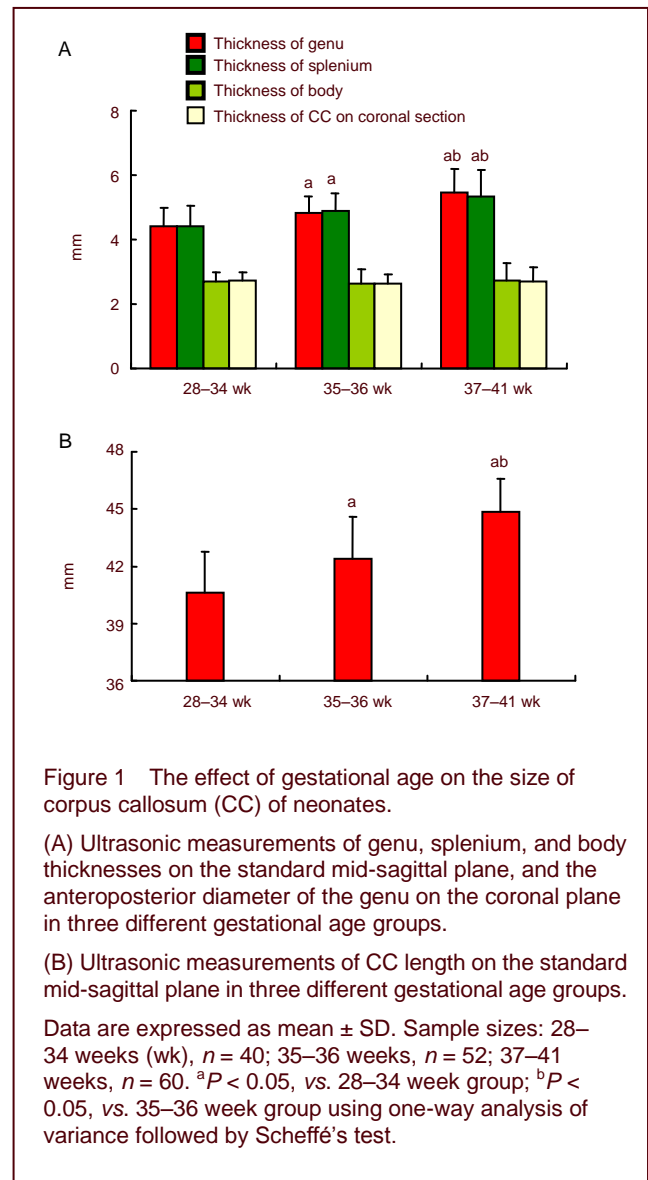 A
Thickness of genu
Thickness of splenium
Thickness of body
Thickness of CC on coronal section
8
6
4
2
0
mm
a a
ab ab
28–34 wk 35–36 wk 37–41 wk
B
48
45
42
39
36
mm
a
ab
28–34 wk 35–36 wk 37–41 wk
Figure 1 The effect of gestational age on the size of
corpus callosum (CC) of neonates.
(A) Ultrasonic measurements of genu, splenium, and body
thicknesses on the standard mid-sagittal plane, and the
anteroposterior diameter of the genu on the coronal plane
in three different gestational age groups.
(B) Ultrasonic measurements of CC length on the standard
mid-sagittal plane in three different gestational age groups.
Data are expressed as mean ± SD. Sample sizes: 28–
34 weeks (wk), n = 40; 35–36 weeks, n = 52; 37–41
weeks, n = 60. ᵃP < 0.05, vs. 28–34 week group; ᵇP <
0.05, vs. 35–36 week group using one-way analysis of
variance followed by Scheffé's test.